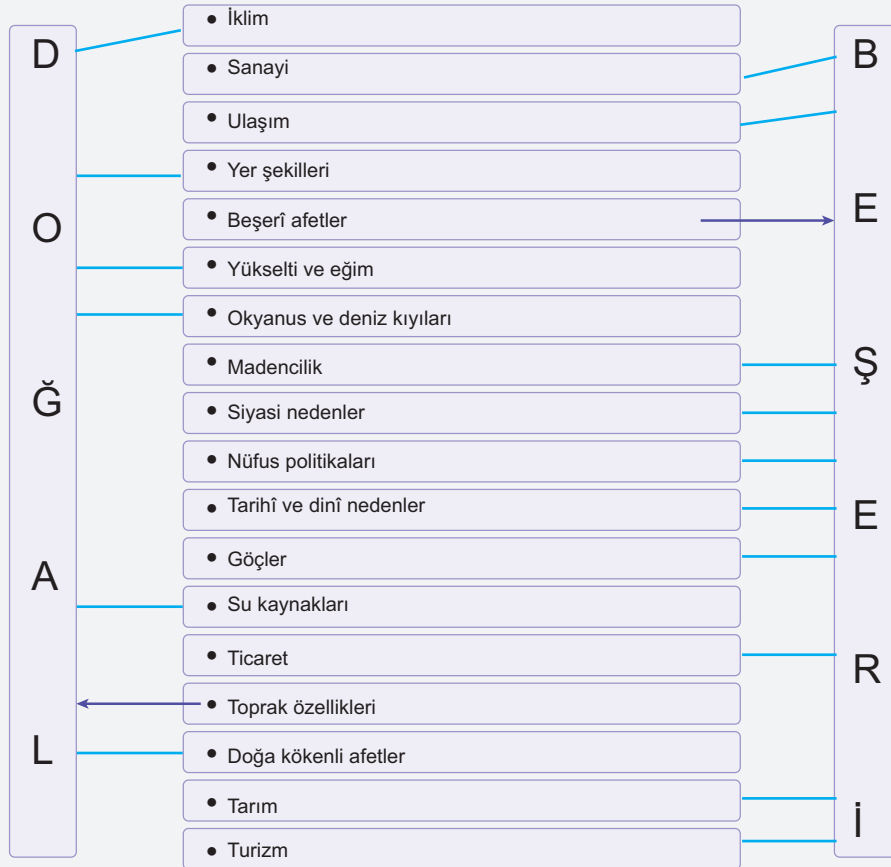 D
O
Ğ
A
L
• İklim
• Sanayi
• Ulaşım
• Yer şekilleri
• Beşerî afetler
• Yükselti ve eğim
• Okyanus ve deniz kıyıları
• Madencilik
• Siyasi nedenler
• Nüfus politikaları
• Tarihî ve dinî nedenler
• Göçler
• Su kaynakları
• Ticaret
• Toprak özellikleri
• Doğa kökenli afetler
• Tarım
• Turizm
B
E
Ş
E
R
İ